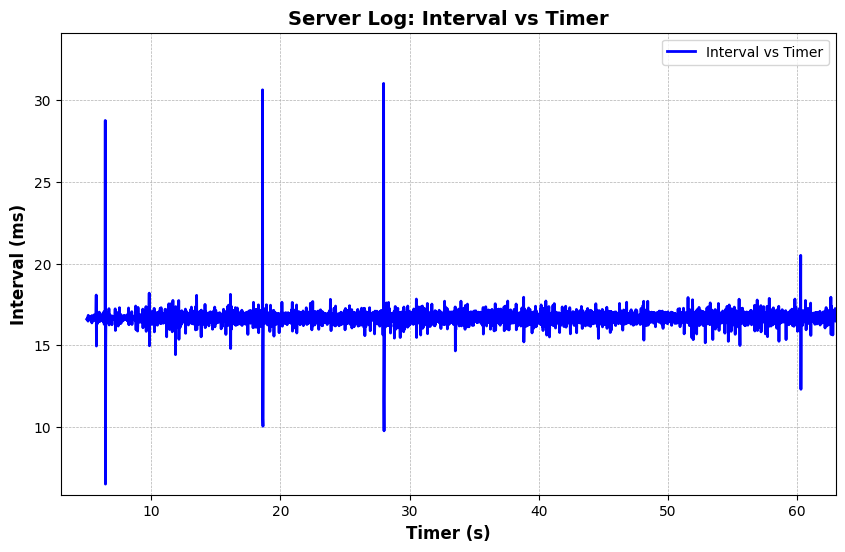 Server Log: Interval vs Timer
Interval vs Timer
Interval (ms)
30
25
20
15
10
10 20 30 40 50 60
Timer (s)